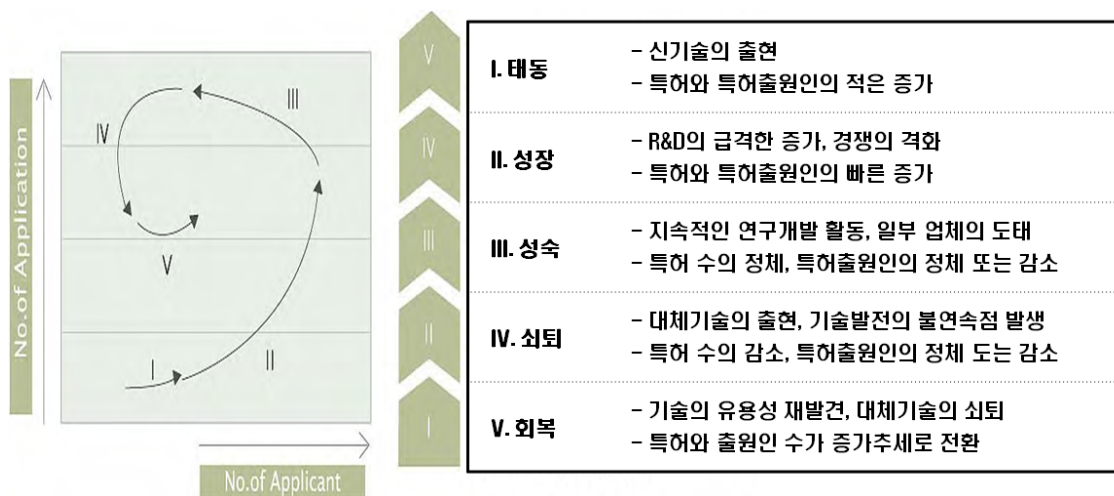 No.of Application
No.of Applicant
I
II
III
IV
V
V
IV
III
II
I
I. 태동
- 신기술의 출현
- 특허와 특허출원인의 적은 증가
II. 성장
- R&D의 급격한 증가, 경쟁의 격화
- 특허와 특허출원인의 빠른 증가
III. 성숙
- 지속적인 연구개발 활동, 일부 업체의 도태
- 특허 수의 정체, 특허출원인의 정체 또는 감소
IV. 쇠퇴
- 대체기술의 출현, 기술발전의 불연속점 발생
- 특허 수의 감소, 특허출원인의 정체 도는 감소
V. 회복
- 기술의 유용성 재발견, 대체기술의 쇠퇴
- 특허와 출원인 수가 증가추세로 전환